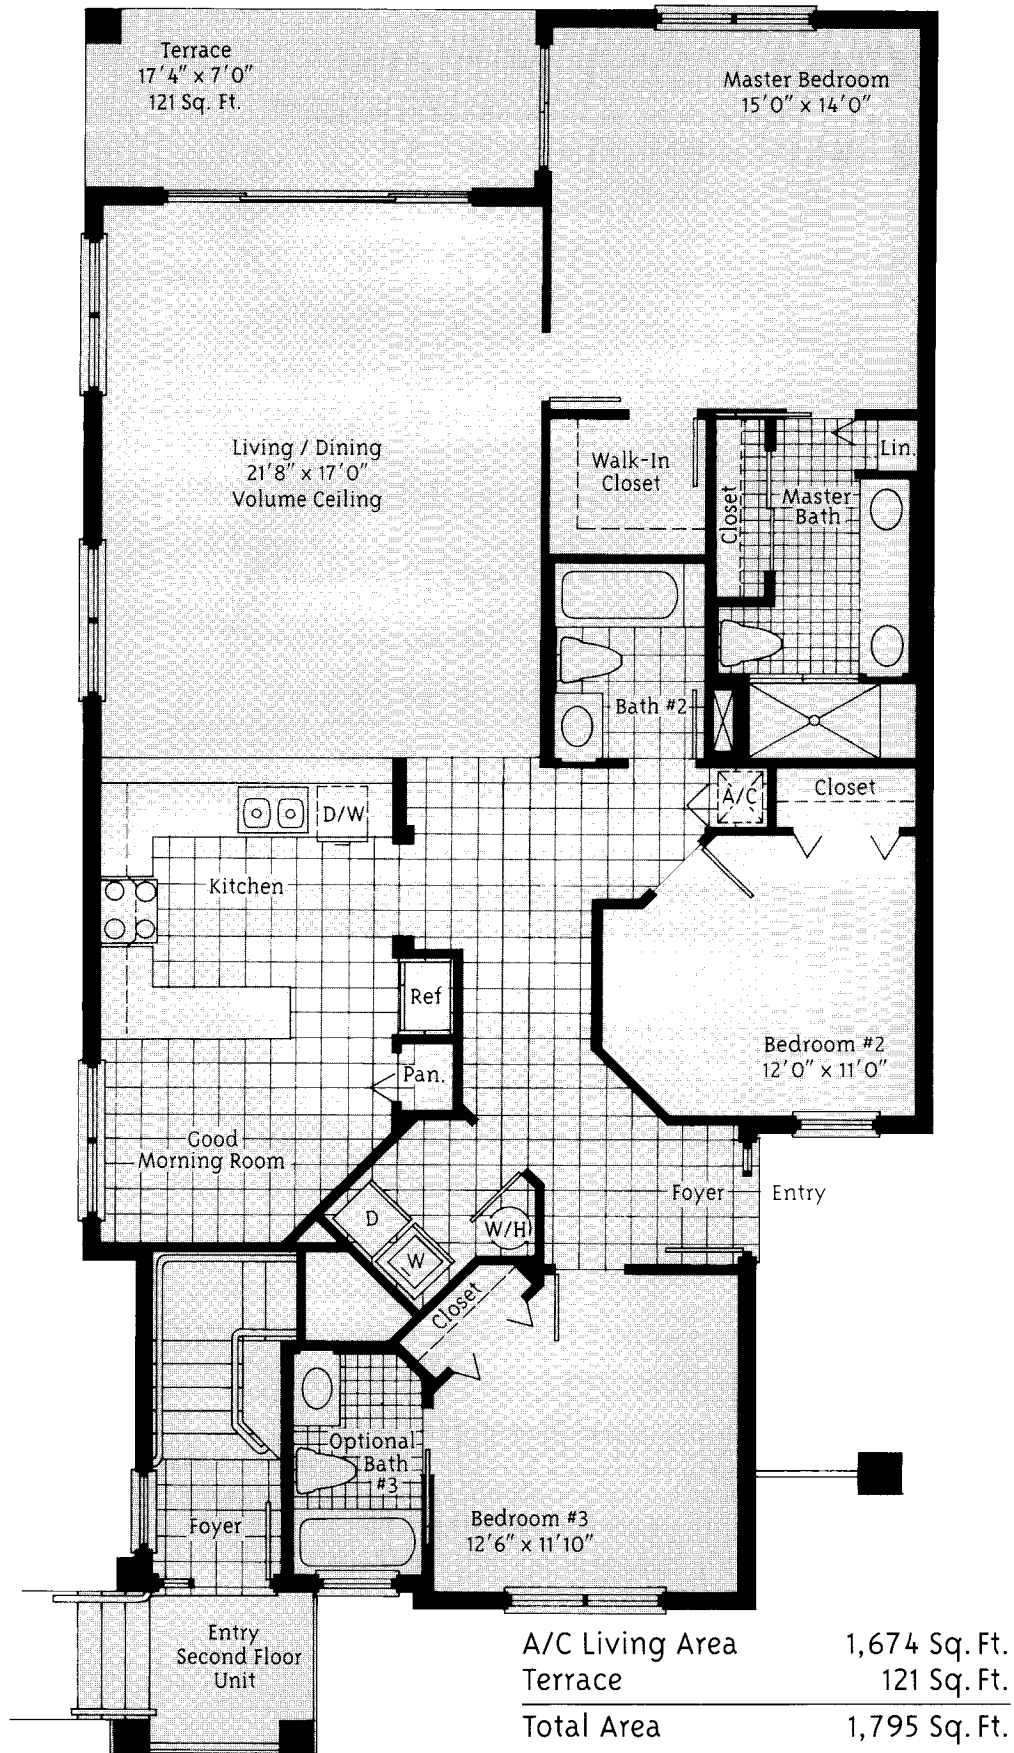 Terrace
17'4" x 7'0"
121 Sq. Ft.
Master Bedroom
15'0" x 14'0"
Living / Dining
21'8" x 17'0"
Volume Ceiling
Walk-In
Closet
Closet
Master
Bath
Lin.
Bath #2
A/C
Closet
D/W
Kitchen
Ref
Pan.
Bedroom #2
12'0" x 11'0"
Good
Morning Room
Foyer
Entry
D
W
W/H
Closet
Optional
Bath
#3
Bedroom #3
12'6" x 11'10"
Foyer
Entry
Second Floor
Unit
A/C Living Area 1,674 Sq. Ft.
Terrace 121 Sq. Ft.
Total Area 1,795 Sq. Ft.